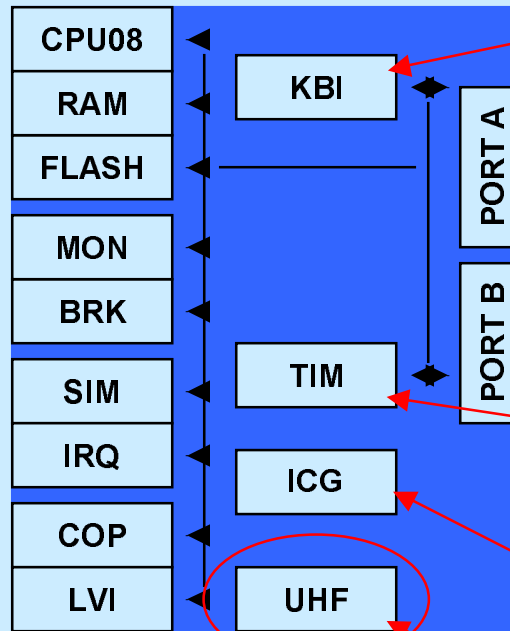 CPU08
RAM
FLASH
MON
BRK
SIM
IRQ
COP
LVI
KBI
TIM
ICG
UHF
PORT A
PORT B